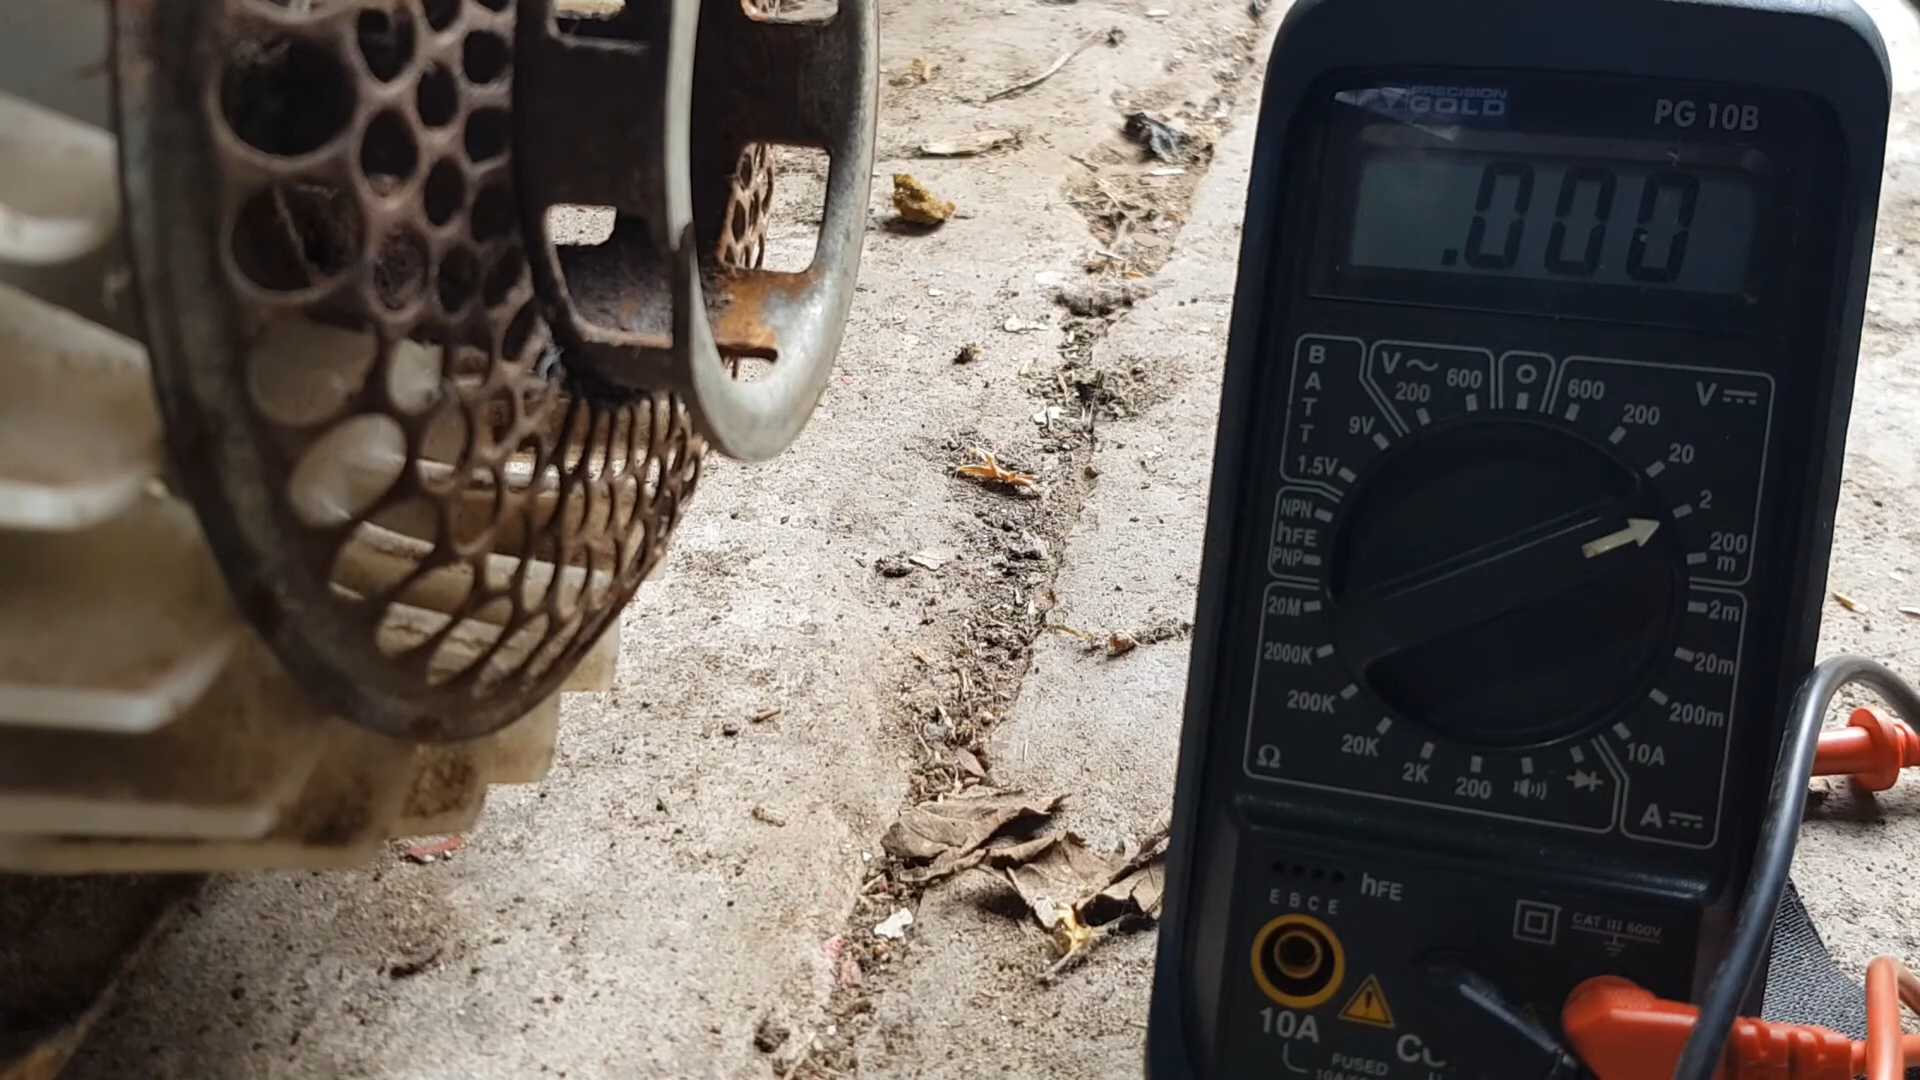 PRECISION
GOLD
PG 10B
.000
BATT
V~
200
600
600
200
V
20
2
200
m
9V
1.5V
NPN
hFE
PNP
20M
2000K
200K
20K
2K
200
Ω
2m
20m
200m
10A
A
hFE
E B C E
CAT III 600V
10A
FUSED